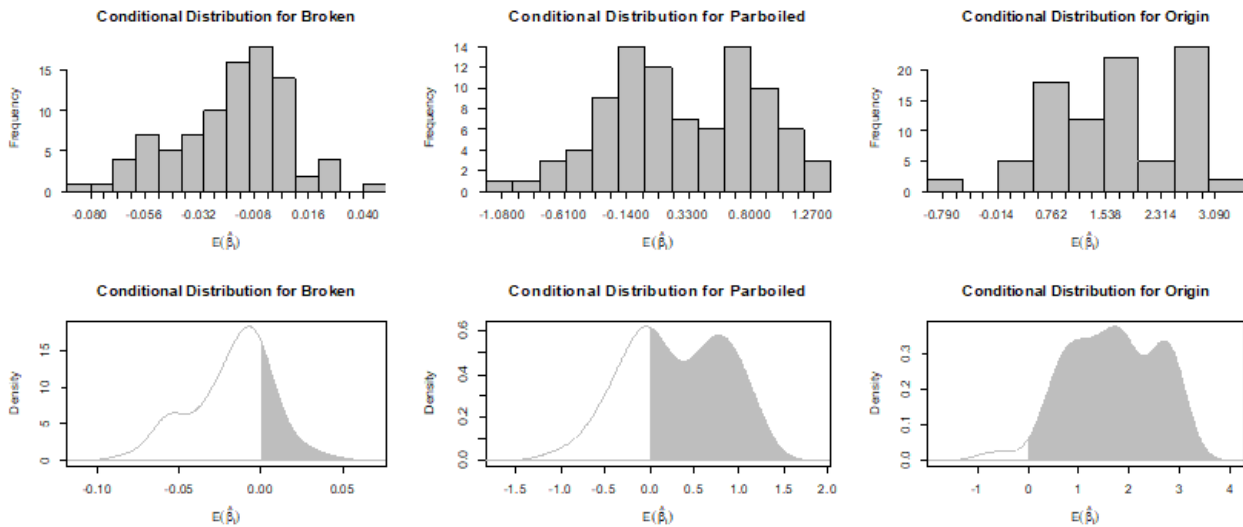 Conditional Distribution for Broken
Frequency
15
10
5
0
-0.080 -0.056 -0.032 -0.008 0.016 0.040
E(β̂ᵢ)
Conditional Distribution for Parboiled
Frequency
14
12
10
8
6
4
2
0
-1.0800 -0.6100 -0.1400 0.3300 0.8000 1.2700
E(β̂ᵢ)
Conditional Distribution for Origin
Frequency
20
15
10
5
0
-0.790 -0.014 0.762 1.538 2.314 3.090
E(β̂ᵢ)
Conditional Distribution for Broken
Density
15
10
5
0
-0.10 -0.05 0.00 0.05
E(β̂ᵢ)
Conditional Distribution for Parboiled
Density
0.6
0.4
0.2
0.0
-1.5 -1.0 -0.5 0.0 0.5 1.0 1.5 2.0
E(β̂ᵢ)
Conditional Distribution for Origin
Density
0.3
0.2
0.1
0.0
-1 0 1 2 3 4
E(β̂ᵢ)